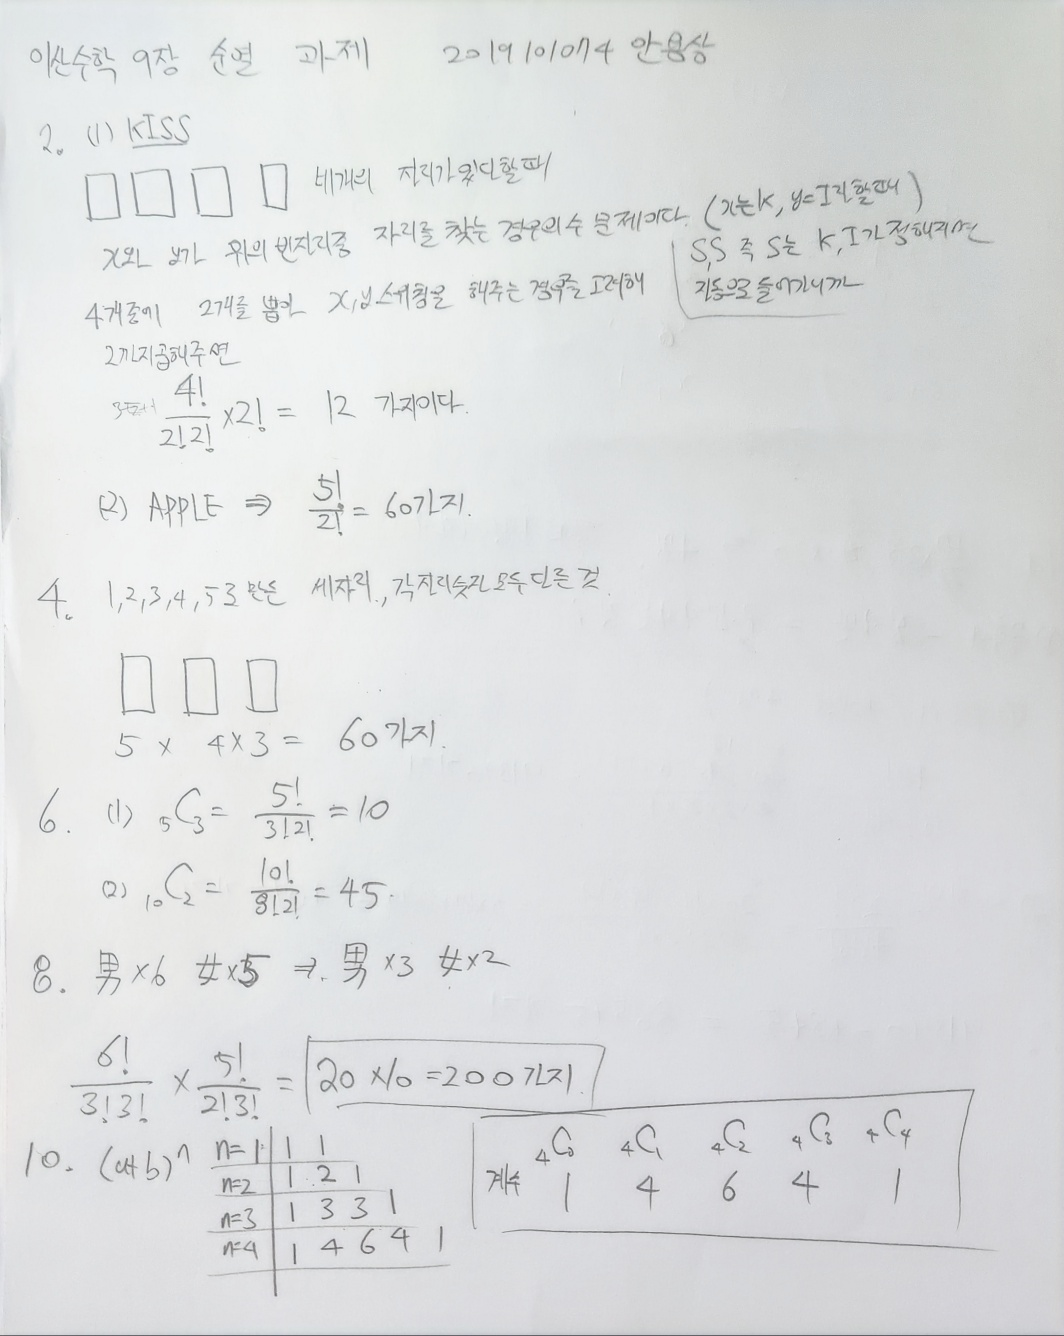 이산수학 9장 순열 과제 2019101074 안용상
2. (1) KISS
네개의 자리가 있다할때
x와 y가 위의 빈자리중 자리를 찾는 경우의수 문제이다. (x는K, y=I라할때)
S,S 즉 S는 K,I가 정해지면
자동으로 들어가니까
4개중에 2개를 뽑아 x,y 스위칭을 해주는 경우를 고려해
2까지곱해주면
4!/2!2! ×2! = 12 가지이다.
(2) APPLE ⇒ 5!/2! = 60가지.
4. 1,2,3,4,5로 만든 세자리, 각자리숫자 모두 다른 것.
5 × 4×3 = 60가지.
6. (1) ₅C₃ = 5!/3!2! = 10
(2) ₁₀C₂ = 10!/8!2! = 45.
8. 男×6 女×5 ⇒. 男×3 女×2
6!/3!3! × 5!/2!3! = 20×10=200가지.
10. (a+b)ⁿ
n=1 1 1
n=2 1 2 1
n=3 1 3 3 1
n=4 1 4 6 4 1
₄C₀ ₄C₁ ₄C₂ ₄C₃ ₄C₄
계수 1 4 6 4 1